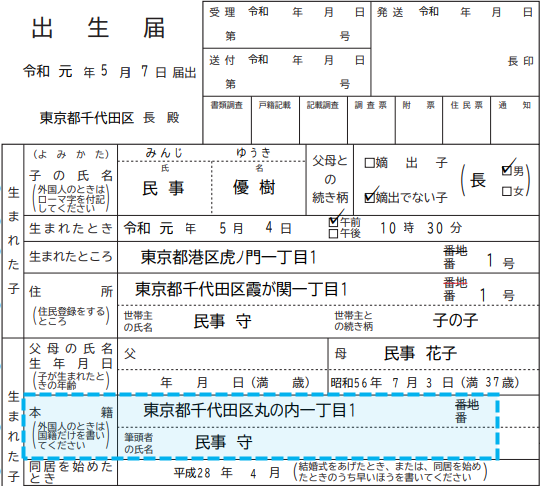 出 生 届
令和 元 年 5 月 7 日 届出
東京都千代田区 長 殿
受 理 令和 年 月 日
第 号
送 付 令和 年 月 日
第 号
発 送 令和 年 月 日
長 印
書類調査 戸籍記載 記載調査 調 査 票 附 票 住 民 票 通 知
生まれた子
(よ み か た) みんじ ゆうき
子 の 氏 名 氏 名
民 事 優 樹
(外国人のときは
ローマ字を付記
してください)
父母と
の
続き柄
□嫡 出 子
☑嫡出でない子
(長 ☑男
□女)
生まれたとき 令和 元 年 5 月 4 日 ☑午前
□午後 10 時 30 分
生まれたところ 東京都港区虎ノ門一丁目1 番地
番 1 号
住 所 東京都千代田区霞が関一丁目1 番地
番 1 号
(住民登録をする
ところ)
世帯主
の氏名 民事 守
世帯主と
の続き柄 子の子
生まれた子
父母の氏名
生 年 月 日
(子が生まれたと
きの年齢)
父
年 月 日(満 歳)
母 民事 花子
昭和56年 7 月 3 日(満 37歳)
本 籍 東京都千代田区丸の内一丁目1 番地
番
(外国人のときは
国籍だけを書い
てください)
筆頭者
の氏名 民事 守
同居を始めた
とき 平成28 年 4 月
(結婚式をあげたとき、または、同居を始め
たときのうち早いほうを書いてください)